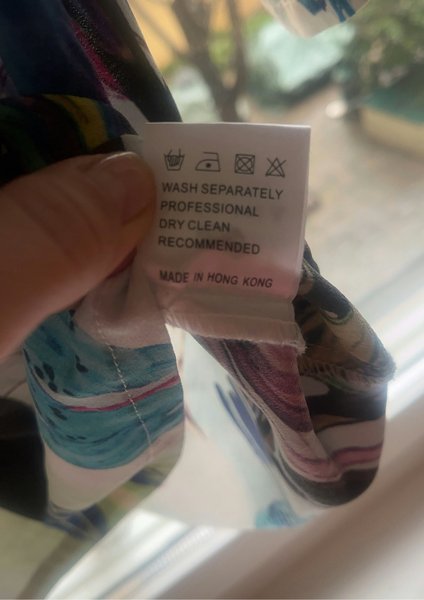 WASH SEPARATELY
PROFESSIONAL
DRY CLEAN
RECOMMENDED
MADE IN HONG KONG